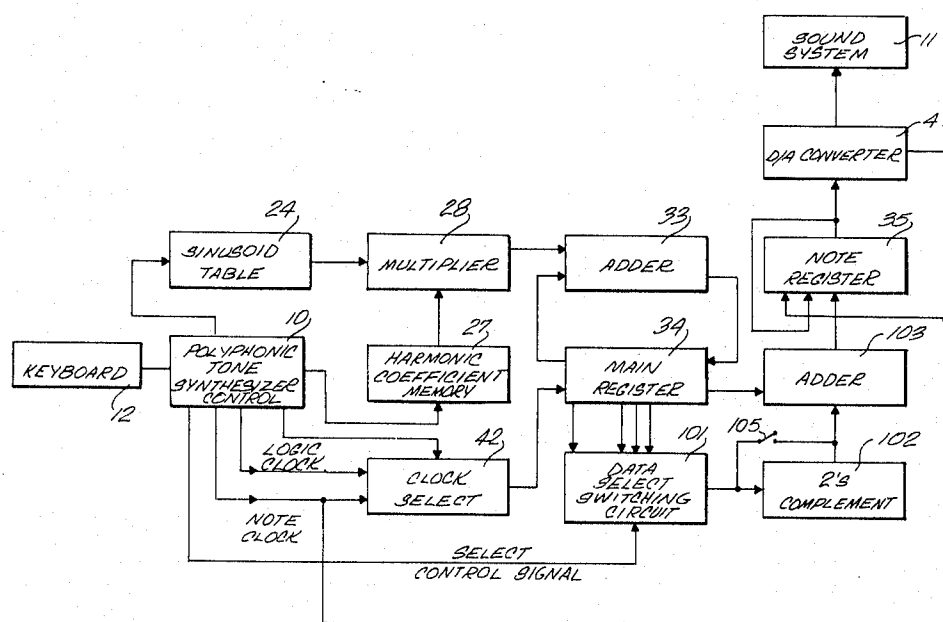 SOUND
SYSTEM
11
D/A CONVERTER
4
24
SINUSOID
TABLE
28
MULTIPLIER
33
ADDER
35
NOTE
REGISTER
10
POLYPHONIC
TONE
SYNTHESIZER
CONTROL
27
HARMONIC
COEFFICIENT
MEMORY
34
MAIN
REGISTER
103
ADDER
KEYBOARD
12
LOGIC
CLOCK
42
CLOCK
SELECT
101
DATA
SELECT
SWITCHING
CIRCUIT
105
102
2'S
COMPLEMENT
NOTE
CLOCK
SELECT
CONTROL SIGNAL